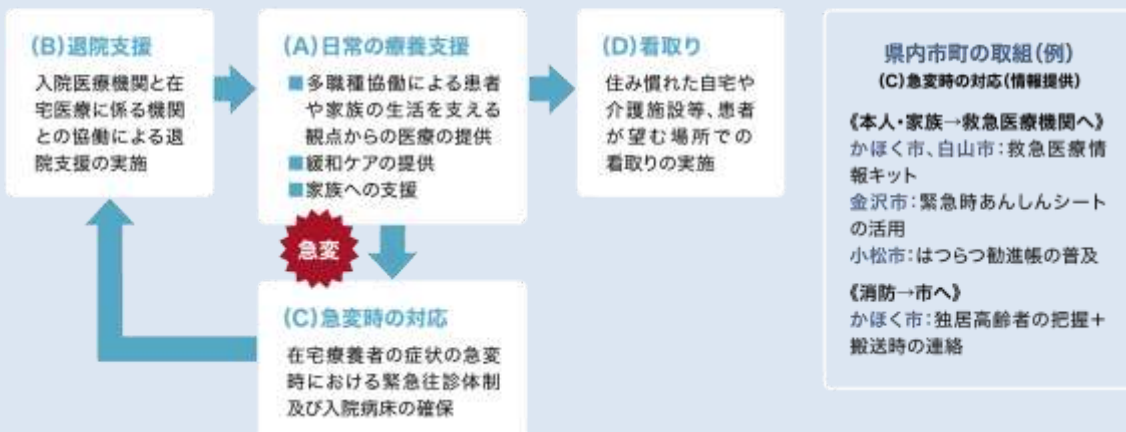 (B)退院支援
入院医療機関と在
宅医療に係る機関
との協働による退
院支援の実施
(A)日常の療養支援
■多職種協働による患者
や家族の生活を支える
観点からの医療の提供
■緩和ケアの提供
■家族への支援
急変
(C)急変時の対応
在宅療養者の症状の急変
時における緊急往診体制
及び入院病床の確保
(D)看取り
住み慣れた自宅や
介護施設等、患者
が望む場所での
看取りの実施
県内市町の取組(例)
(C)急変時の対応(情報提供)
《本人・家族→救急医療機関へ》
かほく市、白山市：救急医療情
報キット
金沢市：緊急時あんしんシート
の活用
小松市：はつらつ勧進帳の普及
《消防→市へ》
かほく市：独居高齢者の把握＋
搬送時の連絡